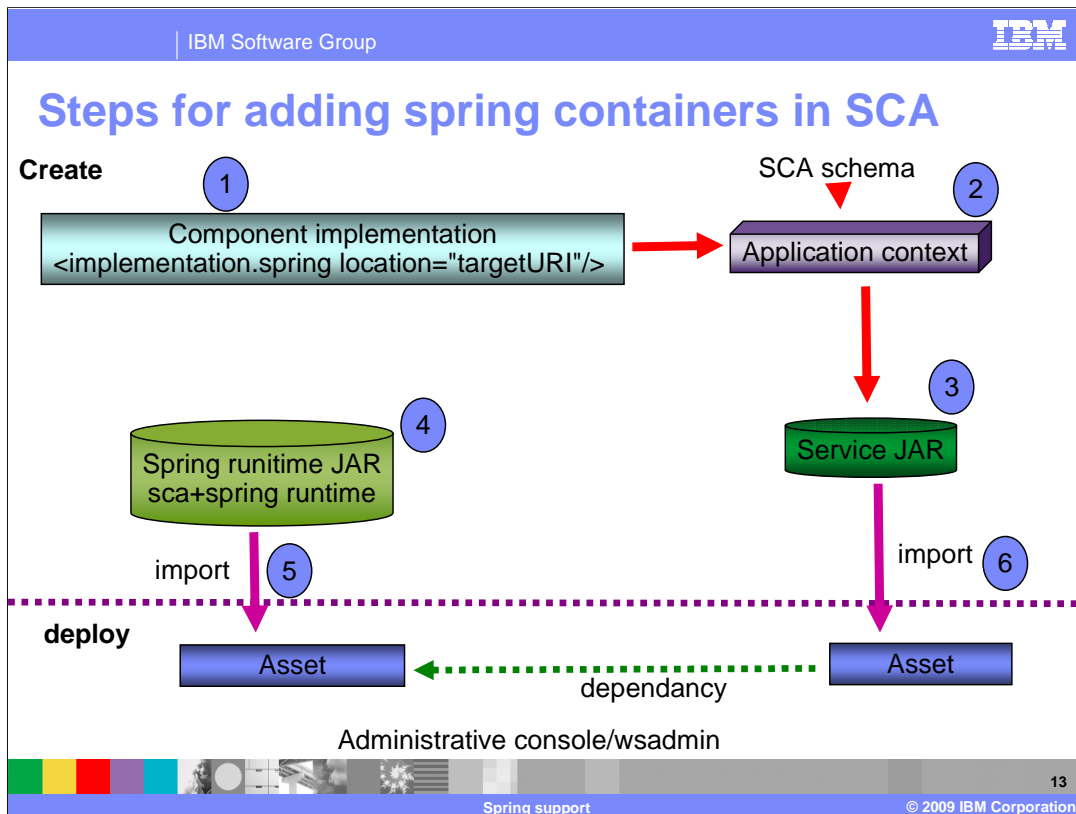 IBM Software Group
IBM
Steps for adding spring containers in SCA
Create
1
SCA schema
2
Component implementation
<implementation.spring location="targetURI"/>
Application context
3
4
Service JAR
Spring runitime JAR
sca+spring runtime
import
5
import
6
deploy
Asset
Asset
dependancy
Administrative console/wsadmin
13
Spring support
© 2009 IBM Corporation